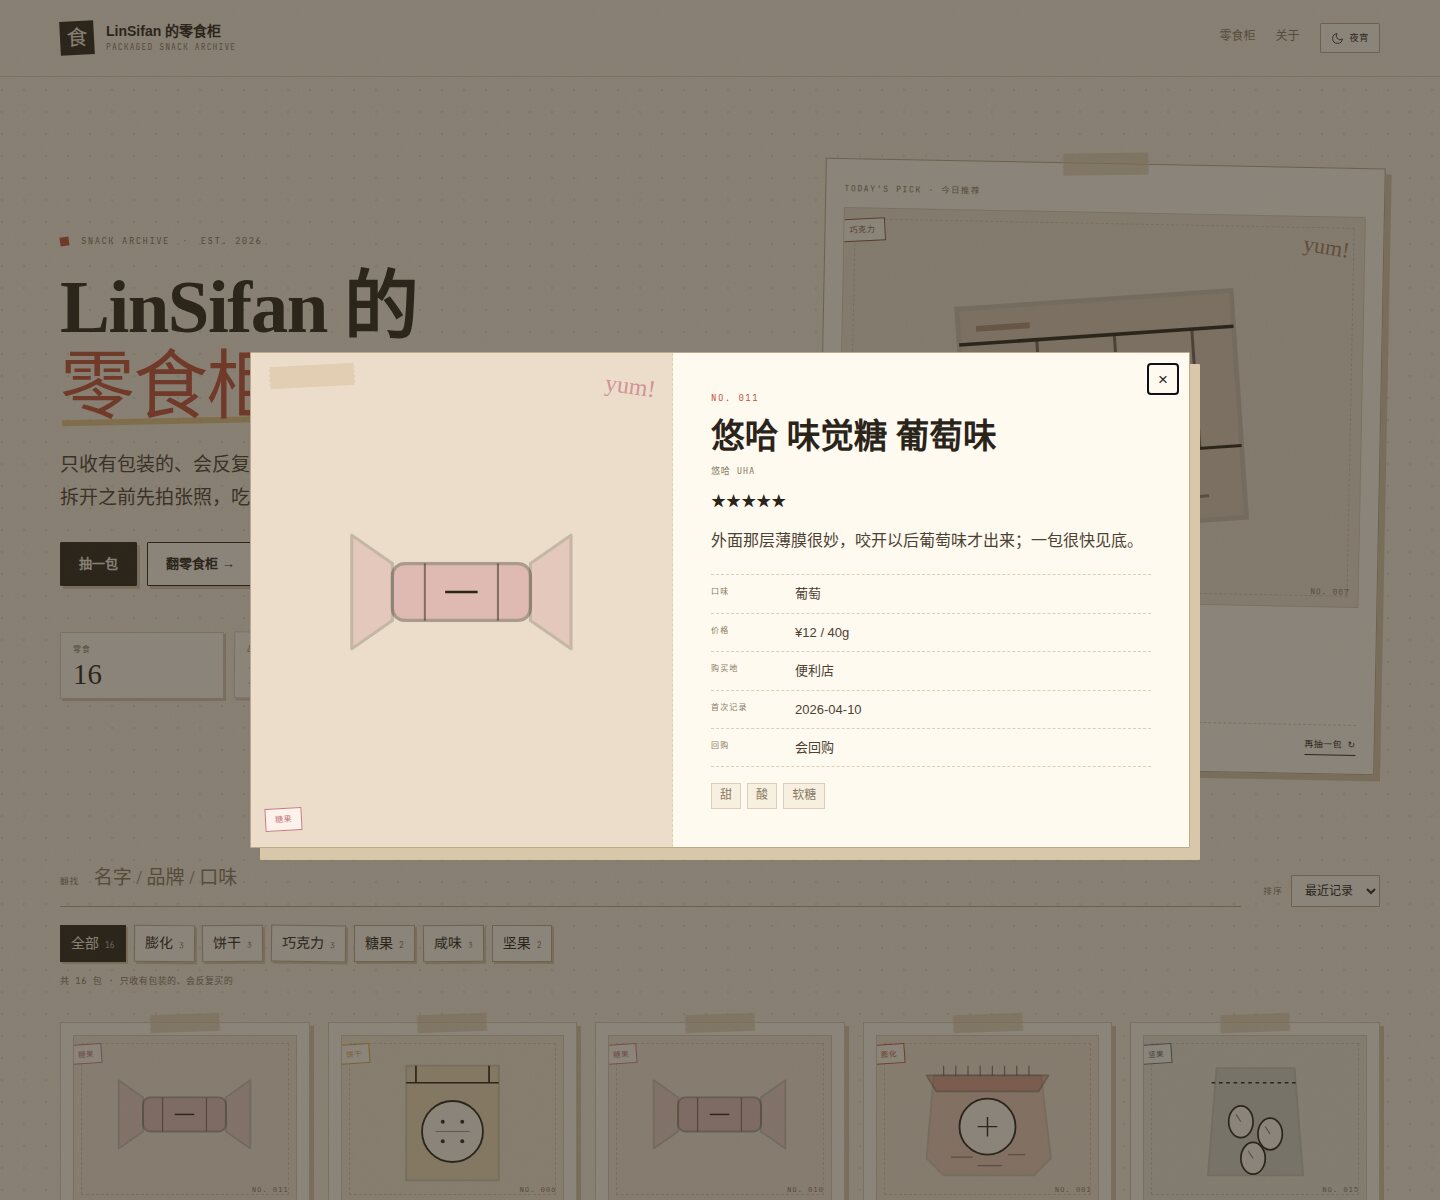 食
LinSifan 的零食柜
PACKAGED SNACK ARCHIVE
零食柜
关于
夜宵
SNACK ARCHIVE · EST. 2026
LinSifan 的
零食柜
只收有包装的、会反复
拆开之前先拍张照，吃
抽一包
翻零食柜 →
零食
16
TODAY'S PICK · 今日推荐
巧克力
yum!
NO. 007
再抽一包 ↻
yum!
糖果
NO. 011
×
悠哈 味觉糖 葡萄味
悠哈 UHA
★★★★★
外面那层薄膜很妙，咬开以后葡萄味才出来；一包很快见底。
口味 葡萄
价格 ¥12 / 40g
购买地 便利店
首次记录 2026-04-10
回购 会回购
甜 酸 软糖
翻找 名字 / 品牌 / 口味
排序 最近记录
全部 16
膨化 3
饼干 3
巧克力 3
糖果 2
咸味 3
坚果 2
共 16 包 · 只收有包装的、会反复买的
糖果
NO. 011
饼干
糖果
NO. 010
膨化
坚果